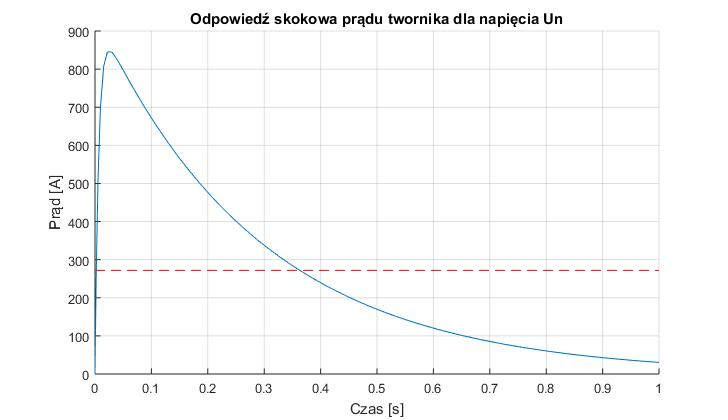 Odpowiedź skokowa prądu twornika dla napięcia Un
900
800
700
600
500
400
300
200
100
0
Prąd [A]
0 0.1 0.2 0.3 0.4 0.5 0.6 0.7 0.8 0.9 1
Czas [s]